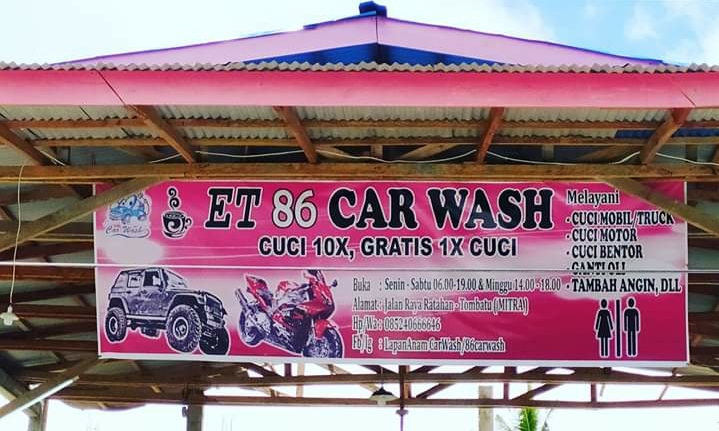 Car Wash
ET 86 CAR WASH
CUCI 10X, GRATIS 1X CUCI
Buka : Senin - Sabtu 06.00-19.00 & Minggu 14.00 - 18.00
Alamat : Jalan Raya Ratahan - Tombatu (MITRA)
Hp/Wa : 085240666646
Fb/Ig : LapanAnam CarWash/86carwash
Melayani
- CUCI MOBIL/TRUCK
- CUCI MOTOR
- CUCI BENTOR
- GANTI OLI
- TAMBAH ANGIN, DLL